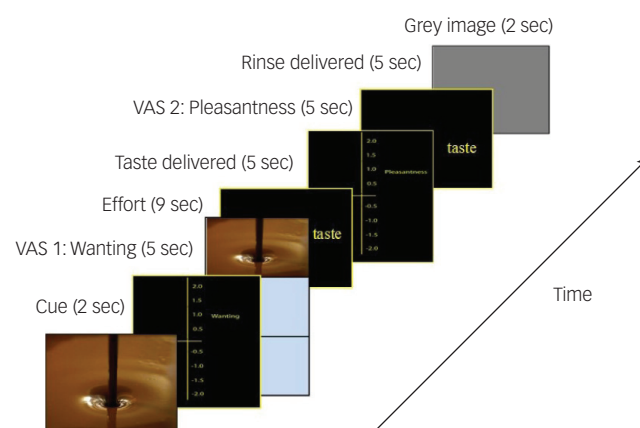 Grey image (2 sec)
Rinse delivered (5 sec)
VAS 2: Pleasantness (5 sec)
taste
Taste delivered (5 sec)
2.0
1.5
1.0
Pleasantness
0.5
-0.5
-1.0
-1.5
-2.0
Effort (9 sec)
taste
VAS 1: Wanting (5 sec)
2.0
1.5
1.0
Wanting
0.5
-0.5
-1.0
-1.5
-2.0
Cue (2 sec)
Time